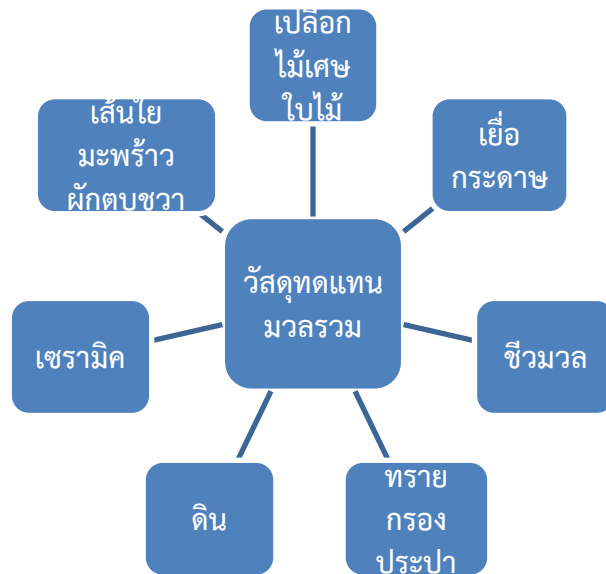 เปลือก
ไม้เศษ
ใบไม้
เยื่อ
กระดาษ
ชีวมวล
ทราย
กรอง
ประปา
ดิน
เซรามิค
เส้นใย
มะพร้าว
ผักตบชวา
วัสดุทดแทน
มวลรวม